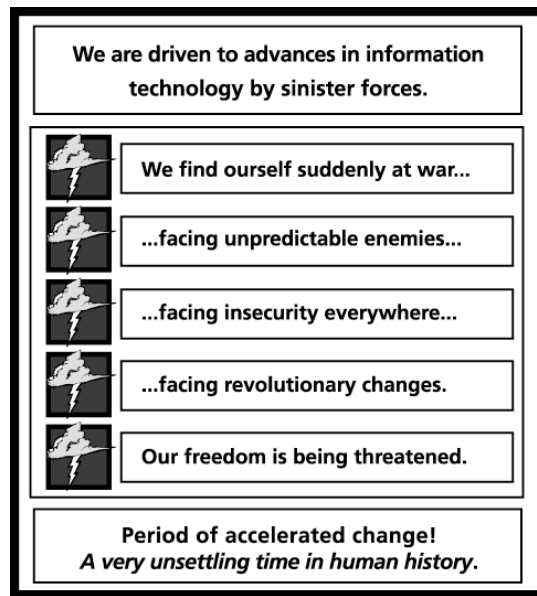 We are driven to advances in information
technology by sinister forces.
We find ourself suddenly at war...
...facing unpredictable enemies...
...facing insecurity everywhere...
...facing revolutionary changes.
Our freedom is being threatened.
Period of accelerated change!
A very unsettling time in human history.